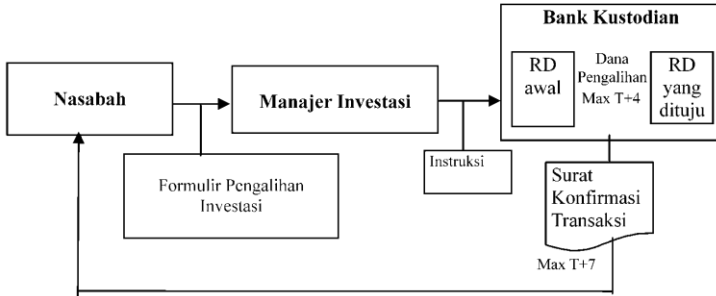 Bank Kustodian
Nasabah
Manajer Investasi
RD
awal
Dana
Pengalihan
Max T+4
RD
yang
dituju
Formulir Pengalihan
Investasi
Instruksi
Surat
Konfirmasi
Transaksi
Max T+7